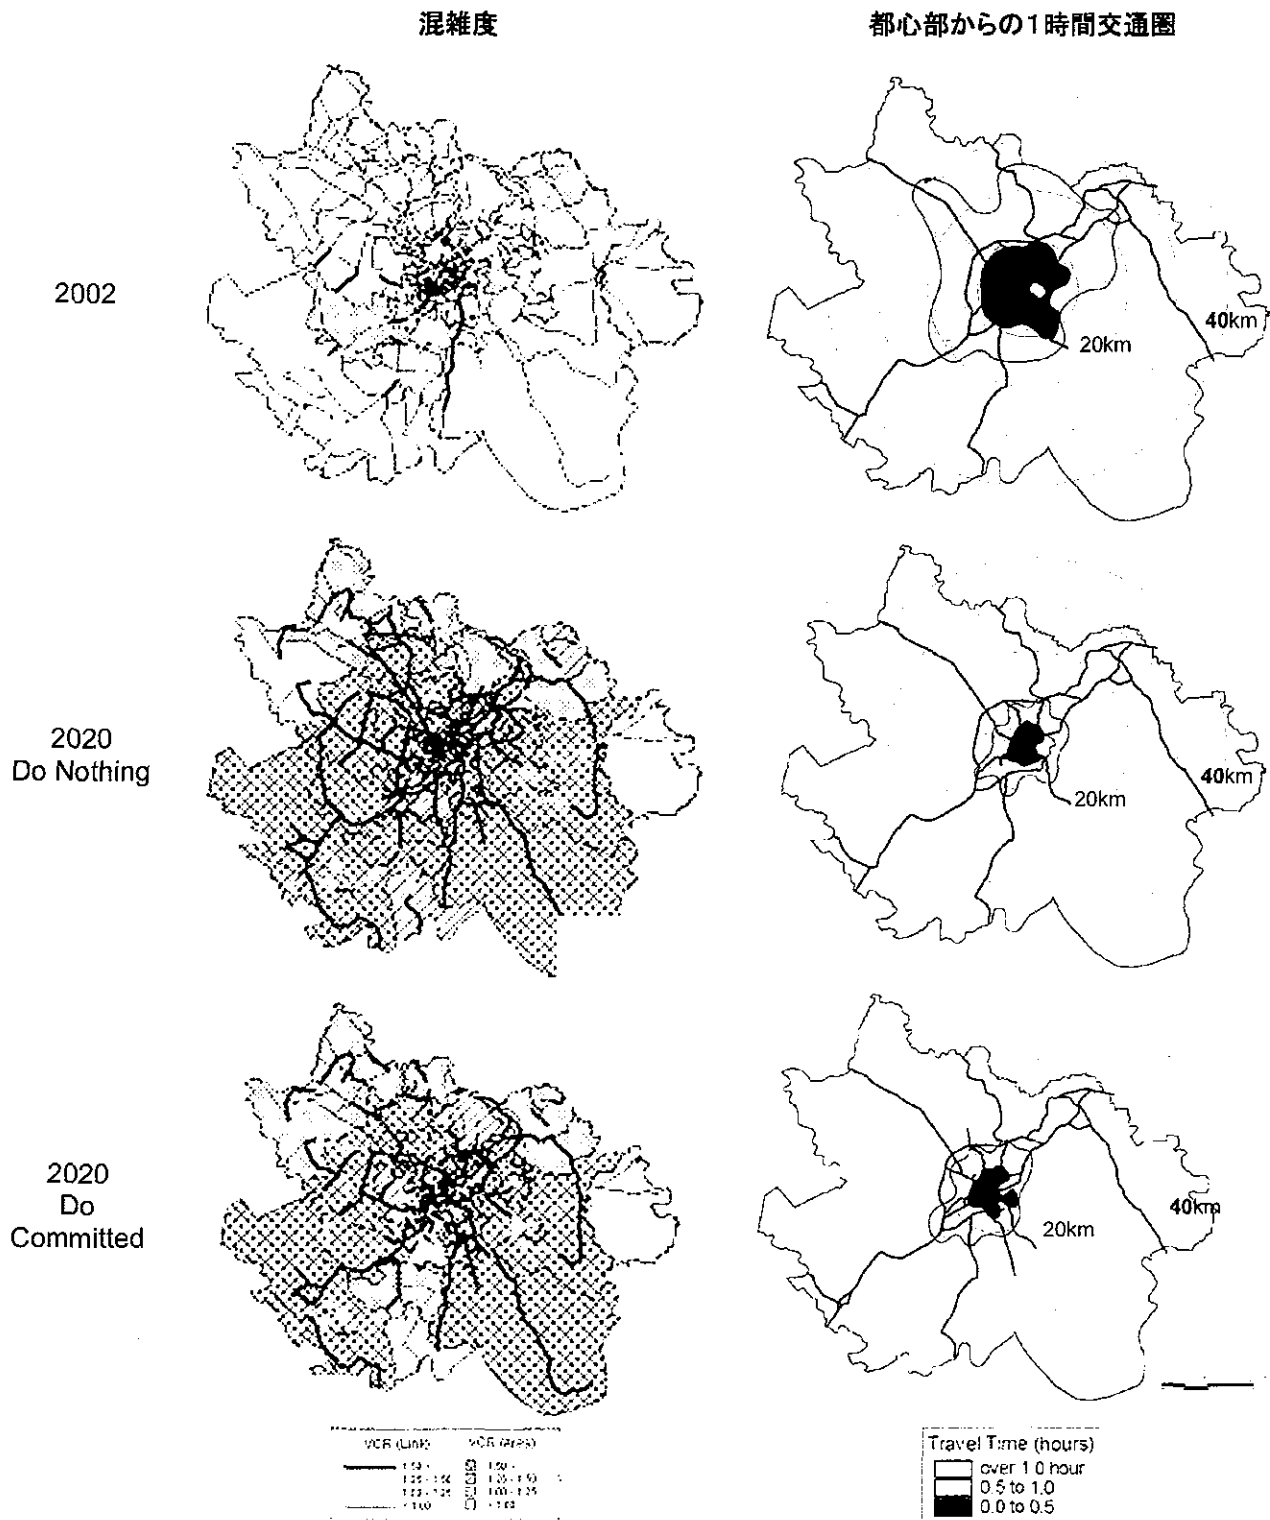 混雑度
都心部からの1時間交通圏
2002
40km
20km
2020
Do Nothing
40km
20km
2020
Do
Committed
40km
20km
VCR (Link)
VCR (area)
Travel Time (hours)
over 1.0 hour
0.5 to 1.0
0.0 to 0.5